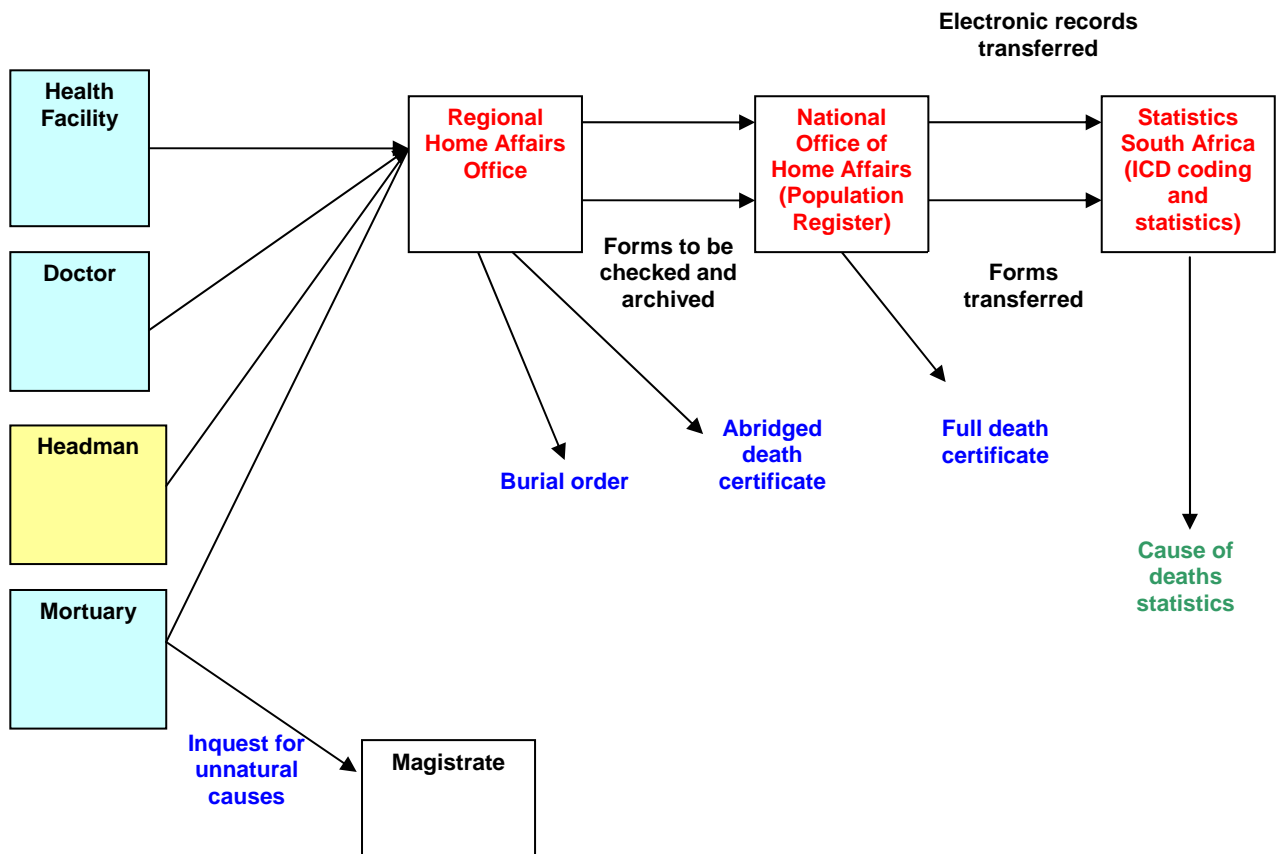 Electronic records
transferred
Health
Facility
Regional
Home Affairs
Office
National
Office of
Home Affairs
(Population
Register)
Statistics
South Africa
(ICD coding
and
statistics)
Forms to be
checked and
archived
Forms
transferred
Doctor
Headman
Burial order
Abridged
death
certificate
Full death
certificate
Cause of
deaths
statistics
Mortuary
Inquest for
unnatural
causes
Magistrate